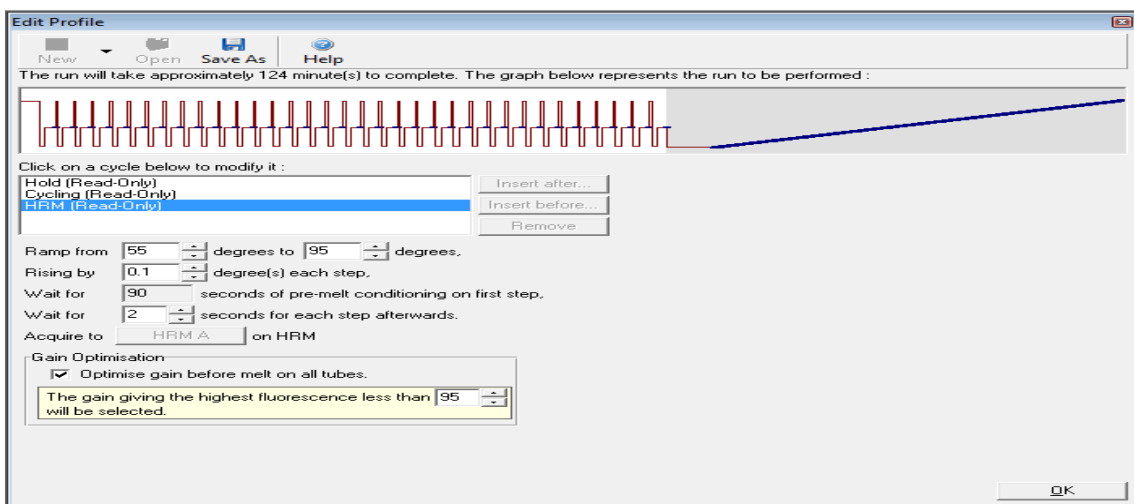 Edit Profile
New Open Save As Help
The run will take approximately 124 minute(s) to complete. The graph below represents the run to be performed :
Click on a cycle below to modify it :
Hold (Read-Only)
Cycling (Read-Only)
HRM (Read-Only)
Insert after...
Insert before...
Remove
Ramp from 55 degrees to 95 degrees,
Rising by 0.1 degree(s) each step,
Wait for 90 seconds of pre-melt conditioning on first step,
Wait for 2 seconds for each step afterwards.
Acquire to HRM A on HRM
Gain Optimisation
Optimise gain before melt on all tubes.
The gain giving the highest fluorescence less than 95
will be selected.
OK